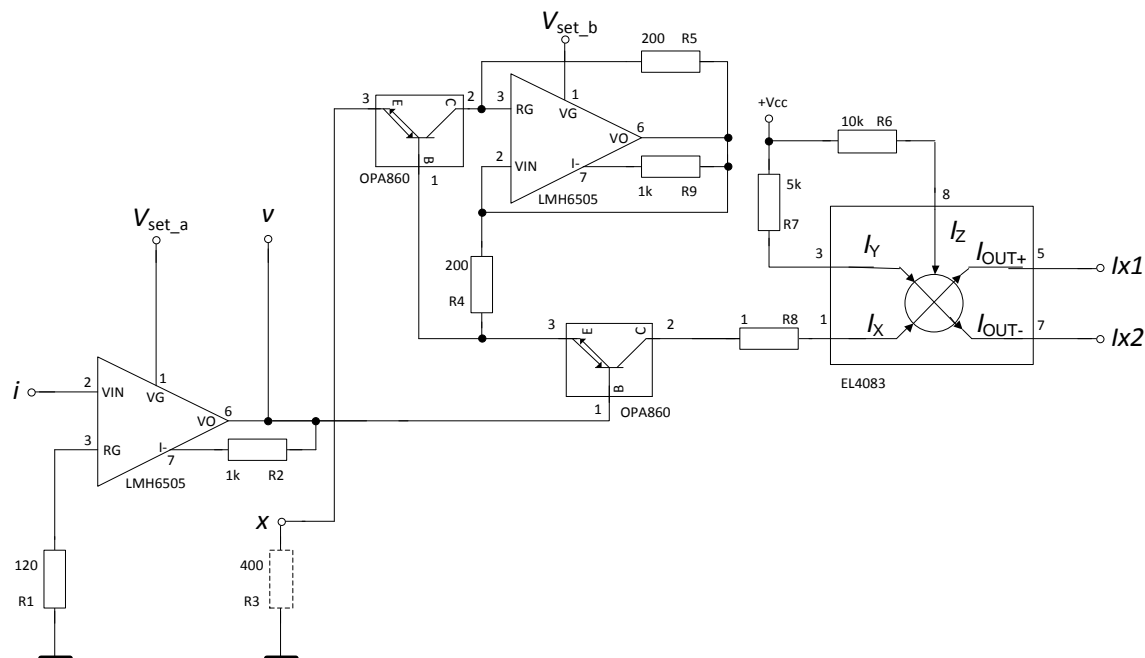 Vset_b
200 R5
3 E C 2
3 RG
1
VG
6
VO
2 VIN
I-
7
B
OPA860 1
1k R9
LMH6505
+Vcc
10k R6
5k
R7
8
3 IY
IZ
IOUT+ 5
Ix1
1 IX
IOUT- 7
Ix2
EL4083
Vset_a
v
200
R4
3 E C 2
B
1 OPA860
1 R8
i
2 VIN
1
VG
6
VO
3 RG
I-
7
1k R2
LMH6505
x
120
R1
400
R3